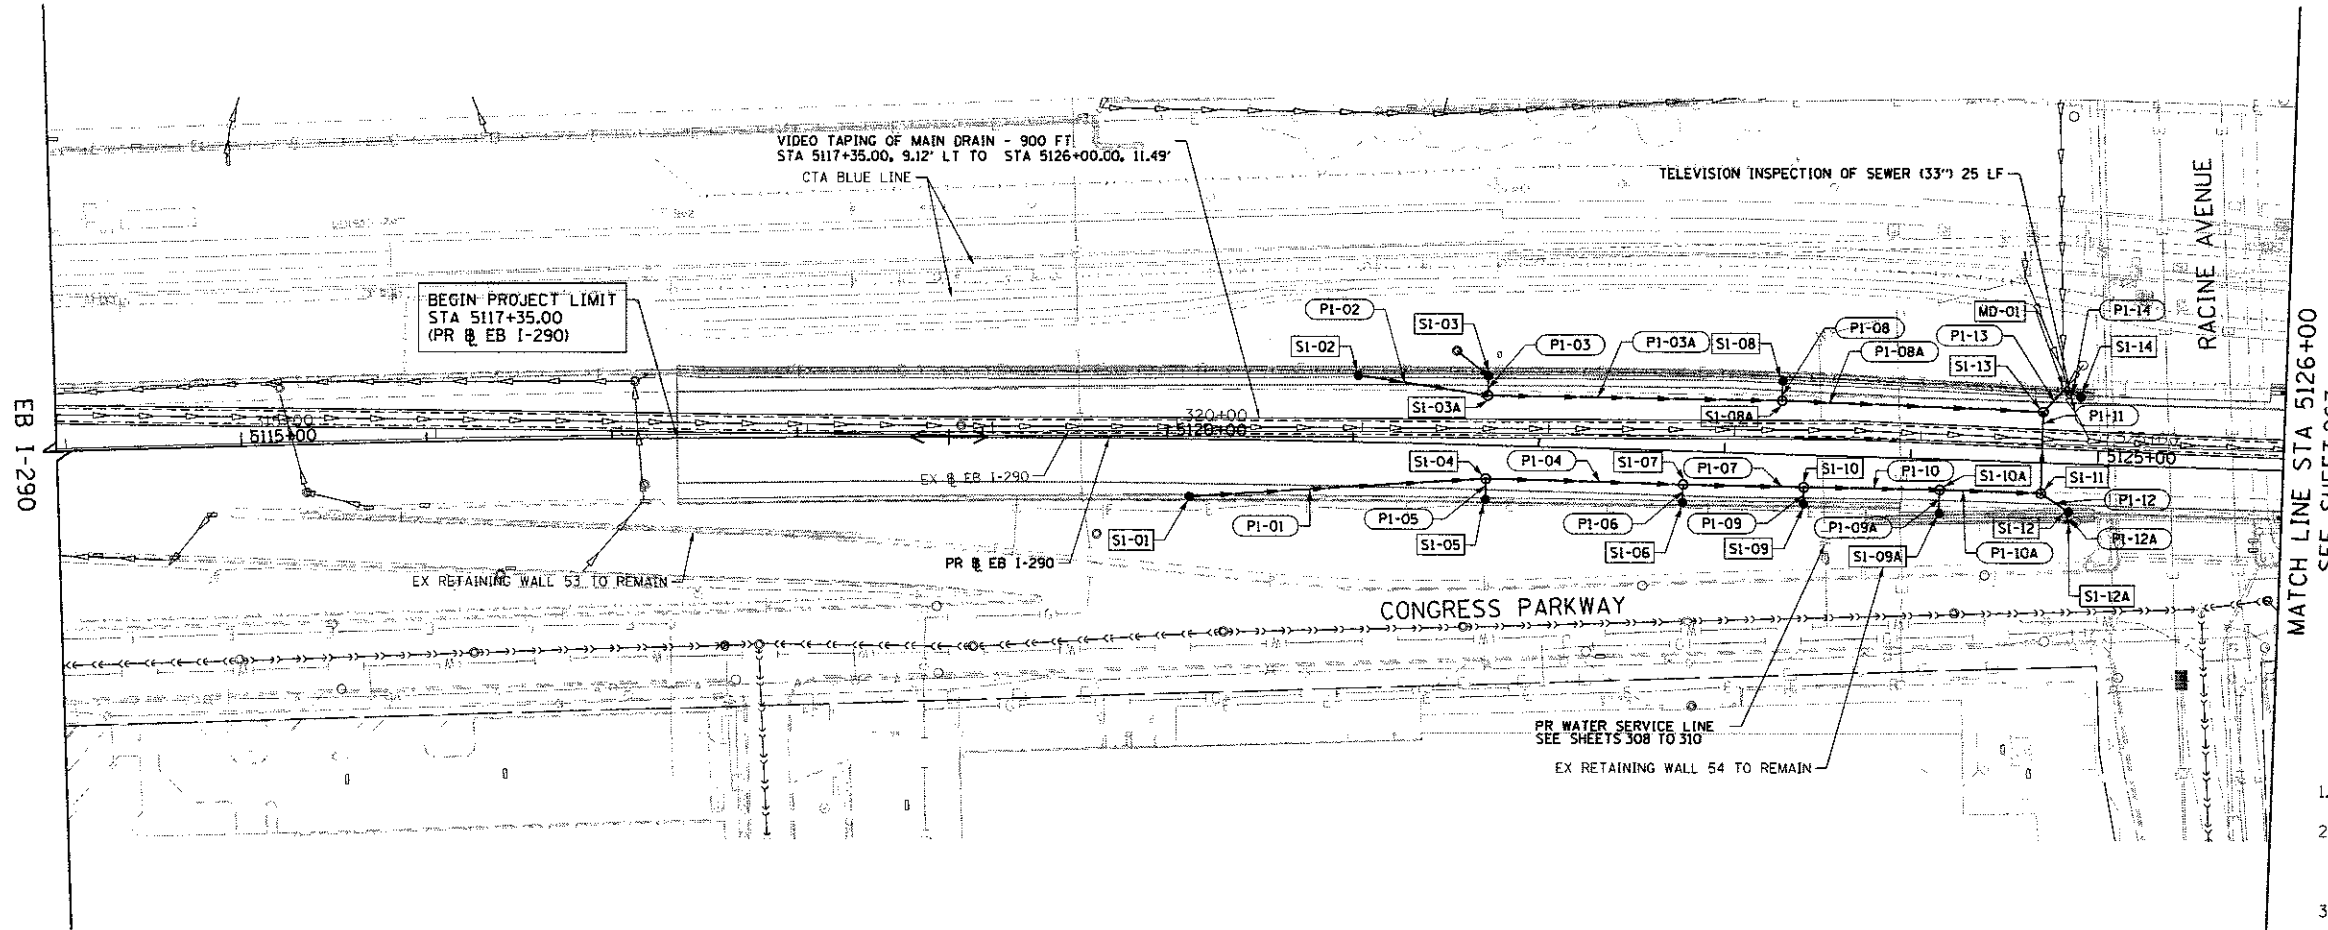 VIDEO TAPING OF MAIN DRAIN - 900 FT
STA 5117+35.00, 9.12' LT TO STA 5126+00.00, 11.49'
CTA BLUE LINE
TELEVISION INSPECTION OF SEWER (33") 25 LF
RACINE AVENUE
BEGIN PROJECT LIMIT
STA 5117+35.00
(PR ℄ EB I-290)
P1-02
S1-03
S1-02
P1-03
P1-03A
S1-08
P1-08
P1-08A
MD-01
P1-14
P1-13
S1-13
S1-14
S1-03A
S1-08A
P1-11
EB I-290
5115+00
320+00
5120+00
5125+00
MATCH LINE STA 5126+00
EX ℄ EB I-290
S1-04
P1-04
S1-07
P1-07
S1-10
P1-10
S1-10A
S1-11
P1-12
S1-01
P1-01
P1-05
P1-06
P1-09
P1-09A
S1-12
P1-12A
S1-05
S1-06
S1-09
S1-09A
P1-10A
S1-12A
PR ℄ EB I-290
EX RETAINING WALL 53 TO REMAIN
CONGRESS PARKWAY
PR WATER SERVICE LINE
SEE SHEETS 308 TO 310
EX RETAINING WALL 54 TO REMAIN
1.
2
3